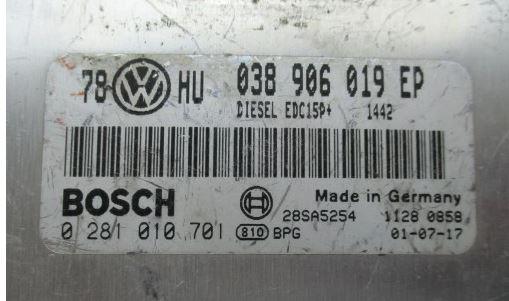 78 VW HU 038 906 019 EP
DIESEL EDC15P+ 1442
BOSCH
Made in Germany
28SA5254 1128 0858
0 281 010 701 810 BPG 01-07-17